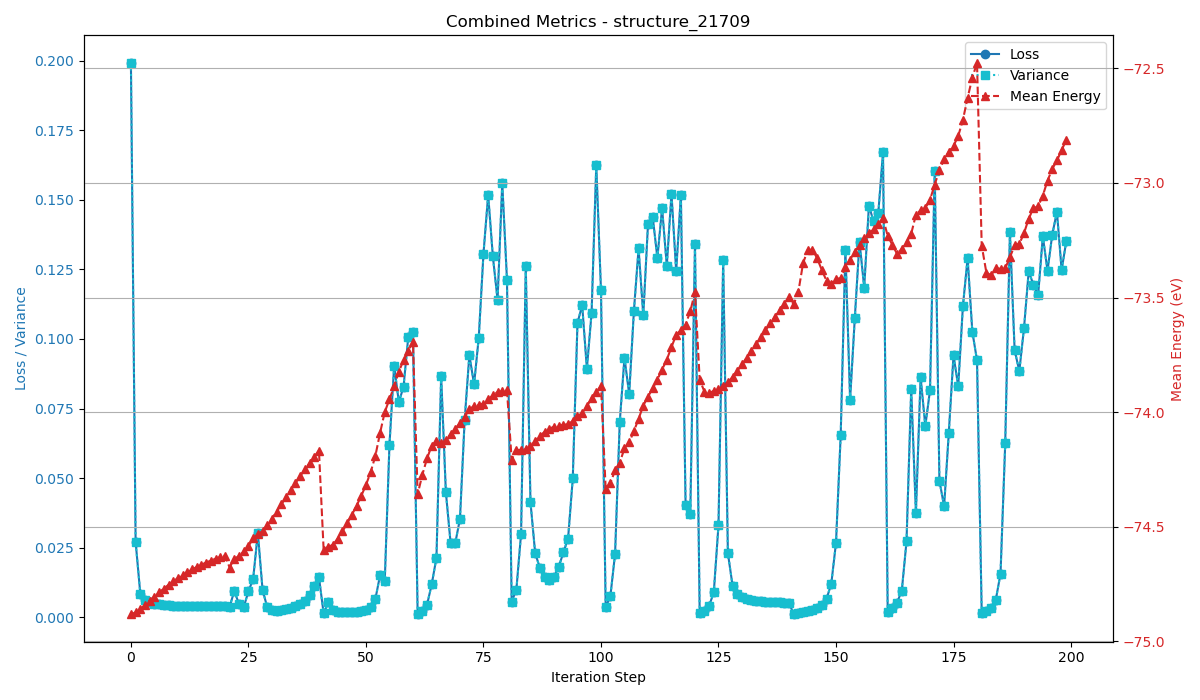 Combined Metrics - structure_21709
Loss
Variance
Mean Energy
0.200
0.175
0.150
0.125
0.100
0.075
0.050
0.025
0.000
Loss / Variance
−72.5
−73.0
−73.5
−74.0
−74.5
−75.0
Mean Energy (eV)
0 25 50 75 100 125 150 175 200
Iteration Step